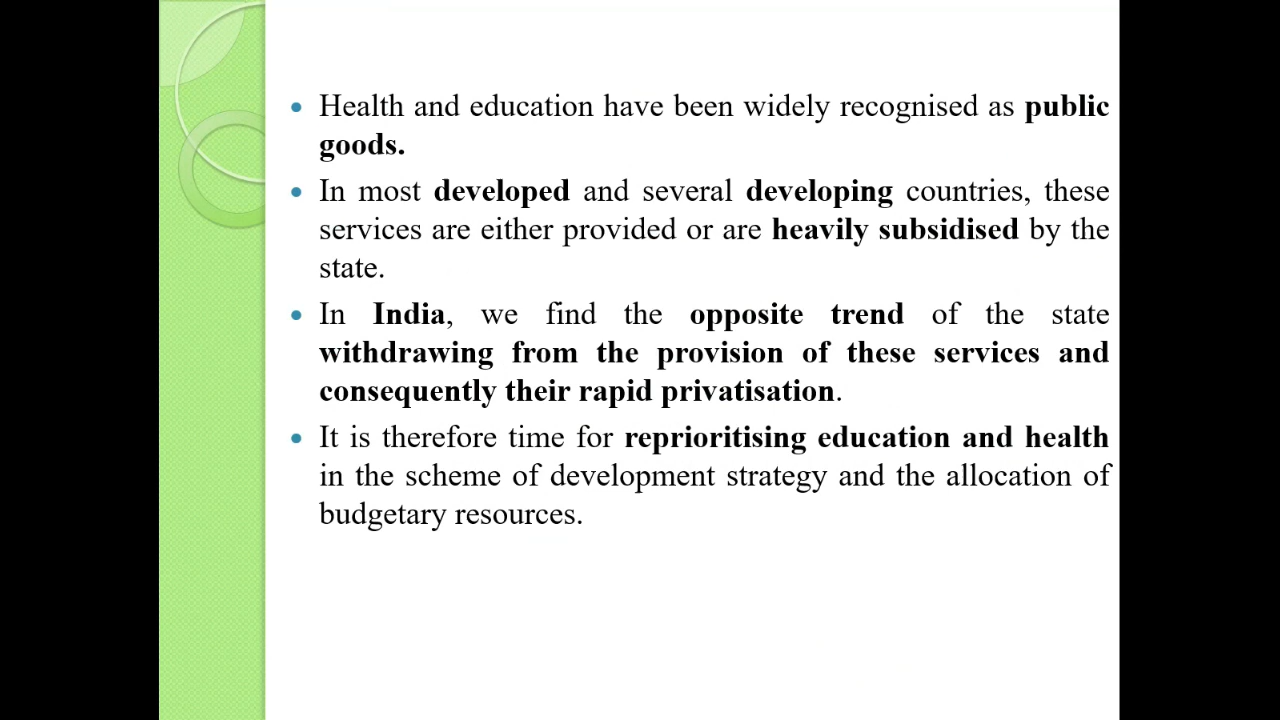 Health and education have been widely recognised as public
goods.
In most developed and several developing countries, these
services are either provided or are heavily subsidised by the
state.
In India, we find the opposite trend of the state
withdrawing from the provision of these services and
consequently their rapid privatisation.
It is therefore time for reprioritising education and health
in the scheme of development strategy and the allocation of
budgetary resources.